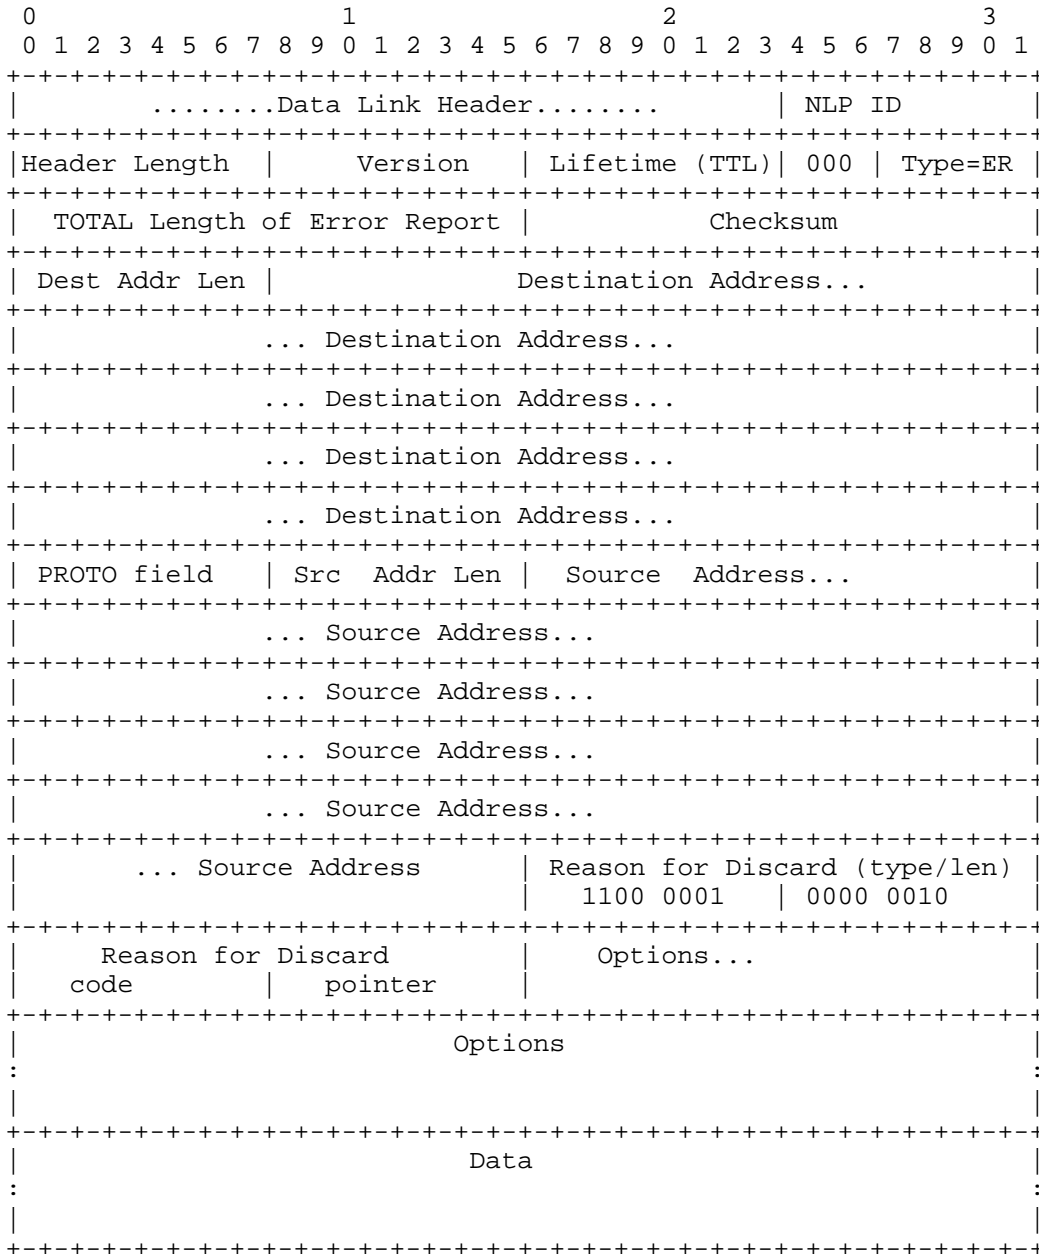 0                   1                   2                   3
 0 1 2 3 4 5 6 7 8 9 0 1 2 3 4 5 6 7 8 9 0 1 2 3 4 5 6 7 8 9 0 1
+-+-+-+-+-+-+-+-+-+-+-+-+-+-+-+-+-+-+-+-+-+-+-+-+-+-+-+-+-+-+-+-+
|        ........Data Link Header........       | NLP ID        |
+-+-+-+-+-+-+-+-+-+-+-+-+-+-+-+-+-+-+-+-+-+-+-+-+-+-+-+-+-+-+-+-+
|Header Length  |     Version   | Lifetime (TTL)| 000 | Type=ER |
+-+-+-+-+-+-+-+-+-+-+-+-+-+-+-+-+-+-+-+-+-+-+-+-+-+-+-+-+-+-+-+-+
|  TOTAL Length of Error Report |           Checksum            |
+-+-+-+-+-+-+-+-+-+-+-+-+-+-+-+-+-+-+-+-+-+-+-+-+-+-+-+-+-+-+-+-+
| Dest Addr Len |               Destination Address...          |
+-+-+-+-+-+-+-+-+-+-+-+-+-+-+-+-+-+-+-+-+-+-+-+-+-+-+-+-+-+-+-+-+
|               ... Destination Address...                      |
+-+-+-+-+-+-+-+-+-+-+-+-+-+-+-+-+-+-+-+-+-+-+-+-+-+-+-+-+-+-+-+-+
|               ... Destination Address...                      |
+-+-+-+-+-+-+-+-+-+-+-+-+-+-+-+-+-+-+-+-+-+-+-+-+-+-+-+-+-+-+-+-+
|               ... Destination Address...                      |
+-+-+-+-+-+-+-+-+-+-+-+-+-+-+-+-+-+-+-+-+-+-+-+-+-+-+-+-+-+-+-+-+
|               ... Destination Address...                      |
+-+-+-+-+-+-+-+-+-+-+-+-+-+-+-+-+-+-+-+-+-+-+-+-+-+-+-+-+-+-+-+-+
| PROTO field   | Src  Addr Len |  Source  Address...           |
+-+-+-+-+-+-+-+-+-+-+-+-+-+-+-+-+-+-+-+-+-+-+-+-+-+-+-+-+-+-+-+-+
|               ... Source Address...                           |
+-+-+-+-+-+-+-+-+-+-+-+-+-+-+-+-+-+-+-+-+-+-+-+-+-+-+-+-+-+-+-+-+
|               ... Source Address...                           |
+-+-+-+-+-+-+-+-+-+-+-+-+-+-+-+-+-+-+-+-+-+-+-+-+-+-+-+-+-+-+-+-+
|               ... Source Address...                           |
+-+-+-+-+-+-+-+-+-+-+-+-+-+-+-+-+-+-+-+-+-+-+-+-+-+-+-+-+-+-+-+-+
|               ... Source Address...                           |
+-+-+-+-+-+-+-+-+-+-+-+-+-+-+-+-+-+-+-+-+-+-+-+-+-+-+-+-+-+-+-+-+
|       ... Source Address      | Reason for Discard (type/len) |
|                               |   1100 0001   | 0000 0010     |
+-+-+-+-+-+-+-+-+-+-+-+-+-+-+-+-+-+-+-+-+-+-+-+-+-+-+-+-+-+-+-+-+
|     Reason for Discard        |    Options...                 |
|   code        |   pointer     |                               |
+-+-+-+-+-+-+-+-+-+-+-+-+-+-+-+-+-+-+-+-+-+-+-+-+-+-+-+-+-+-+-+-+
|                           Options                             |
:                                                               :
|                                                               |
+-+-+-+-+-+-+-+-+-+-+-+-+-+-+-+-+-+-+-+-+-+-+-+-+-+-+-+-+-+-+-+-+
|                            Data                               |
:                                                               :
|                                                               |
+-+-+-+-+-+-+-+-+-+-+-+-+-+-+-+-+-+-+-+-+-+-+-+-+-+-+-+-+-+-+-+-+